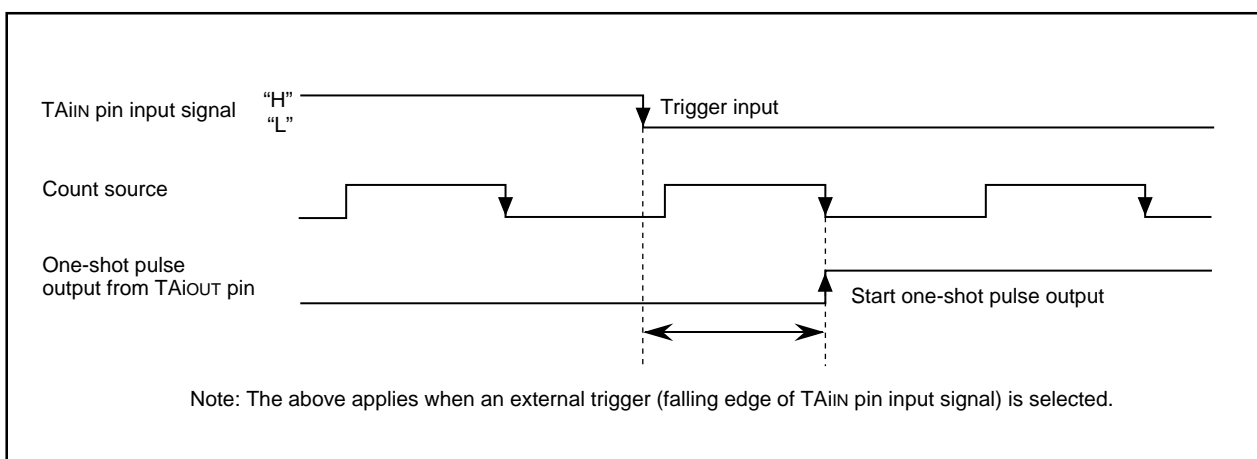 TAiIN pin input signal
“H”
“L”
Trigger input
Count source
One-shot pulse
output from TAiOUT pin
Start one-shot pulse output
Note: The above applies when an external trigger (falling edge of TAiIN pin input signal) is selected.